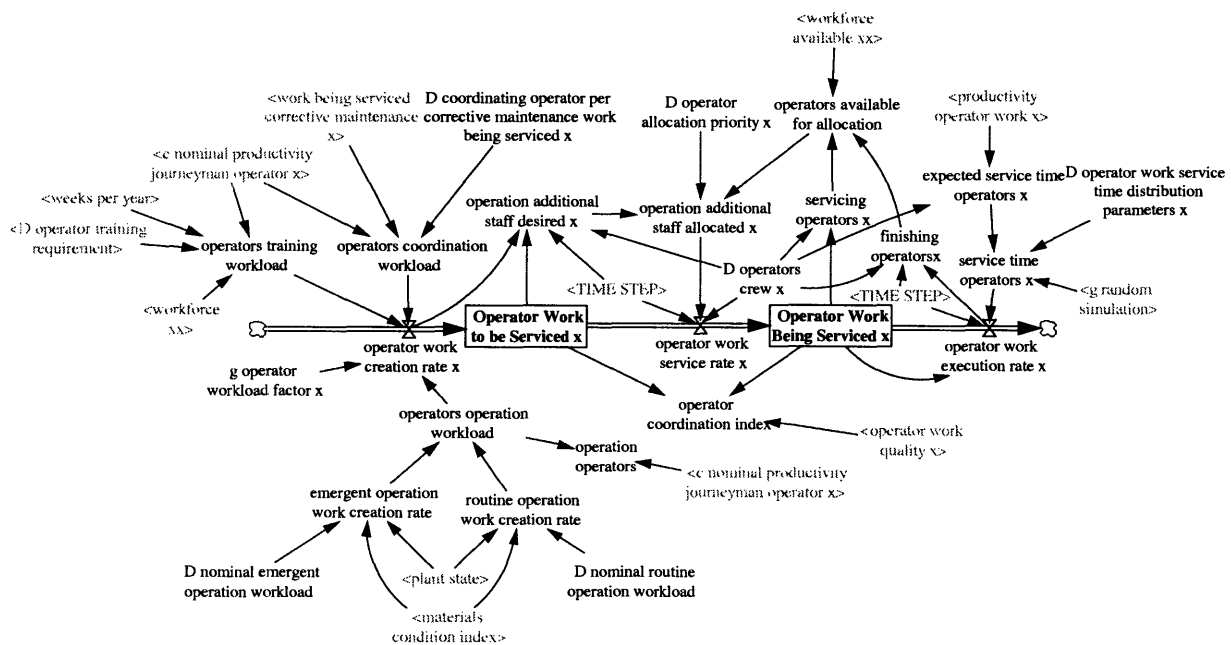 <workforce
available xx>
<work being serviced
corrective maintenance
x>
D coordinating operator per
corrective maintenance work
being serviced x
D operator
allocation priority x
operators available
for allocation
<productivity
operator work x>
<c nominal productivity
journeyman operator x>
<weeks per year>
<D operator training
requirement>
operators training
workload
operators coordination
workload
operation additional
staff desired x
operation additional
staff allocated x
servicing
operators x
expected service time
operators x
D operator work service
time distribution
parameters x
finishing
operatorsx
service time
operators x
<g random
simulation>
<workforce
xx>
D operators
crew x
<TIME STEP>
<TIME STEP>
Operator Work
to be Serviced x
Operator Work
Being Serviced x
operator work
creation rate x
operator work
service rate x
operator work
execution rate x
g operator
workload factor x
operators operation
workload
operator
coordination index
<operator work
quality x>
operation
operators
<c nominal productivity
journeyman operator x>
emergent operation
work creation rate
routine operation
work creation rate
D nominal emergent
operation workload
<plant state>
D nominal routine
operation workload
<materials
condition index>